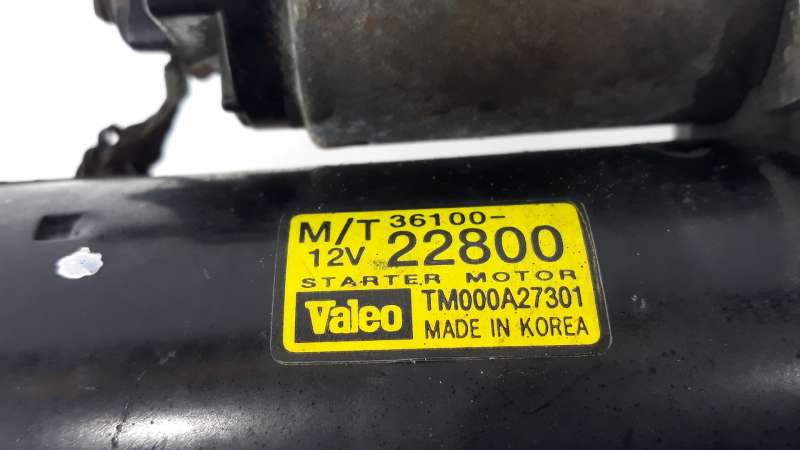 M/T 36100-
12V 22800
STARTER MOTOR
Valeo TM000A27301
MADE IN KOREA